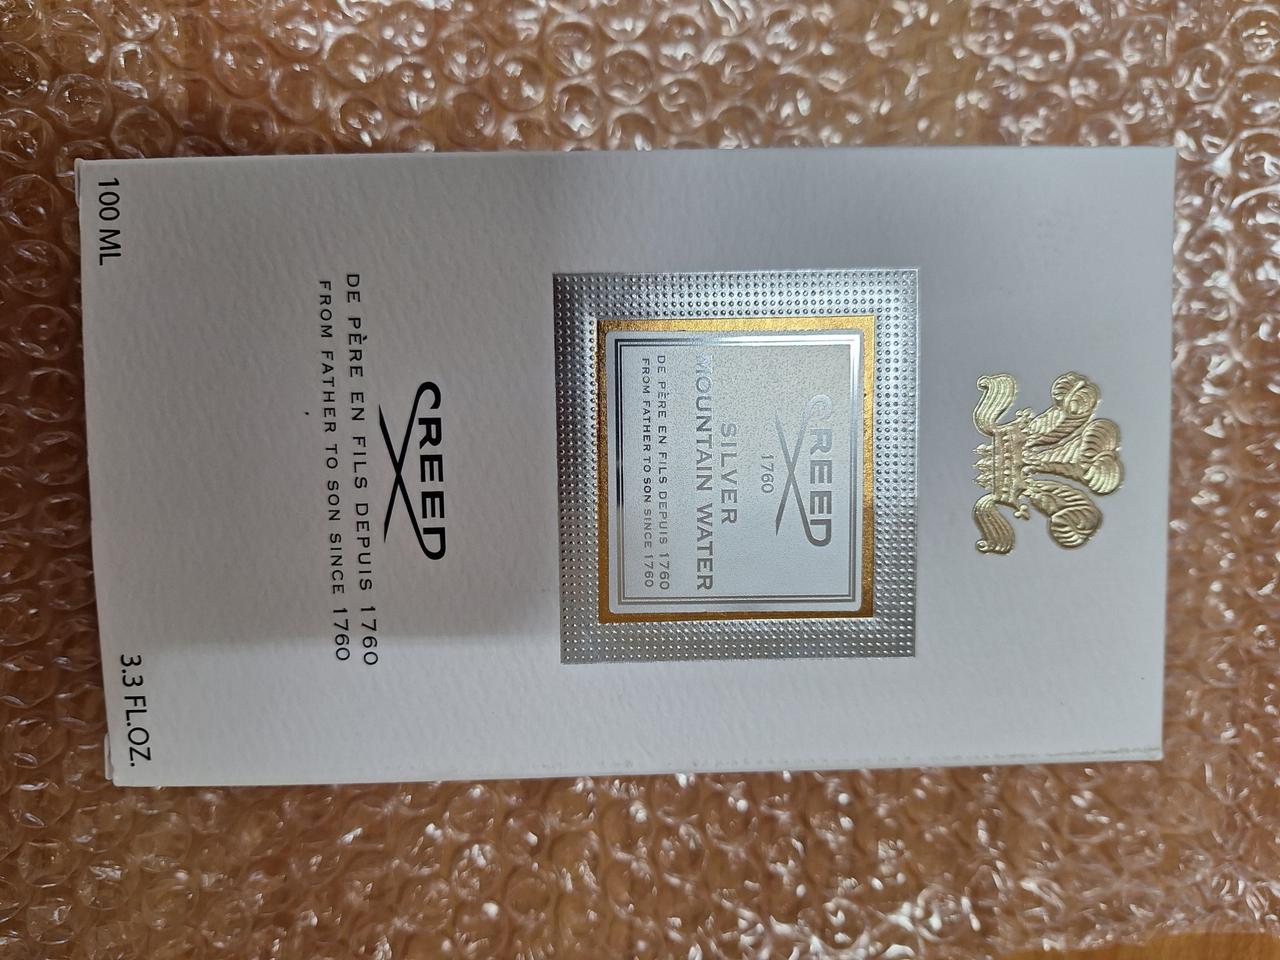 CREED
1760
SILVER
MOUNTAIN WATER
DE PÈRE EN FILS DEPUIS 1760
FROM FATHER TO SON SINCE 1760
CREED
DE PÈRE EN FILS DEPUIS 1760
FROM FATHER TO SON SINCE 1760
100 ML 3.3 FL.OZ.